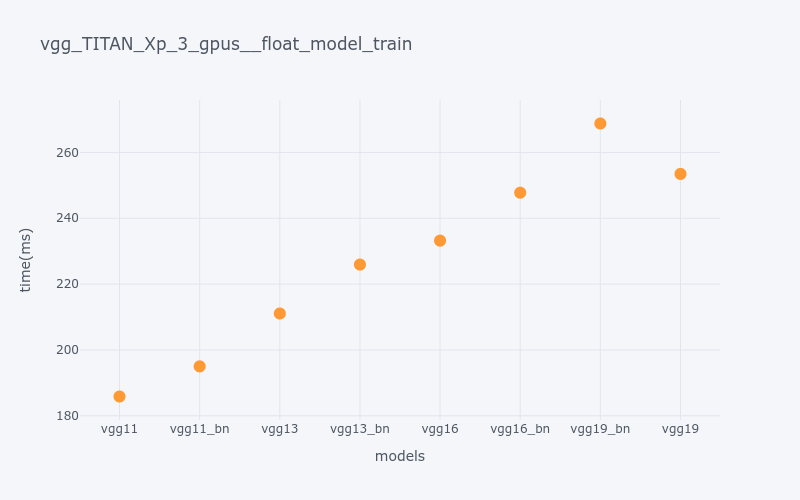 vgg_TITAN_Xp_3_gpus__float_model_train
260
240
220
200
180
time(ms)
vgg11 vgg11_bn vgg13 vgg13_bn vgg16 vgg16_bn vgg19_bn vgg19
models